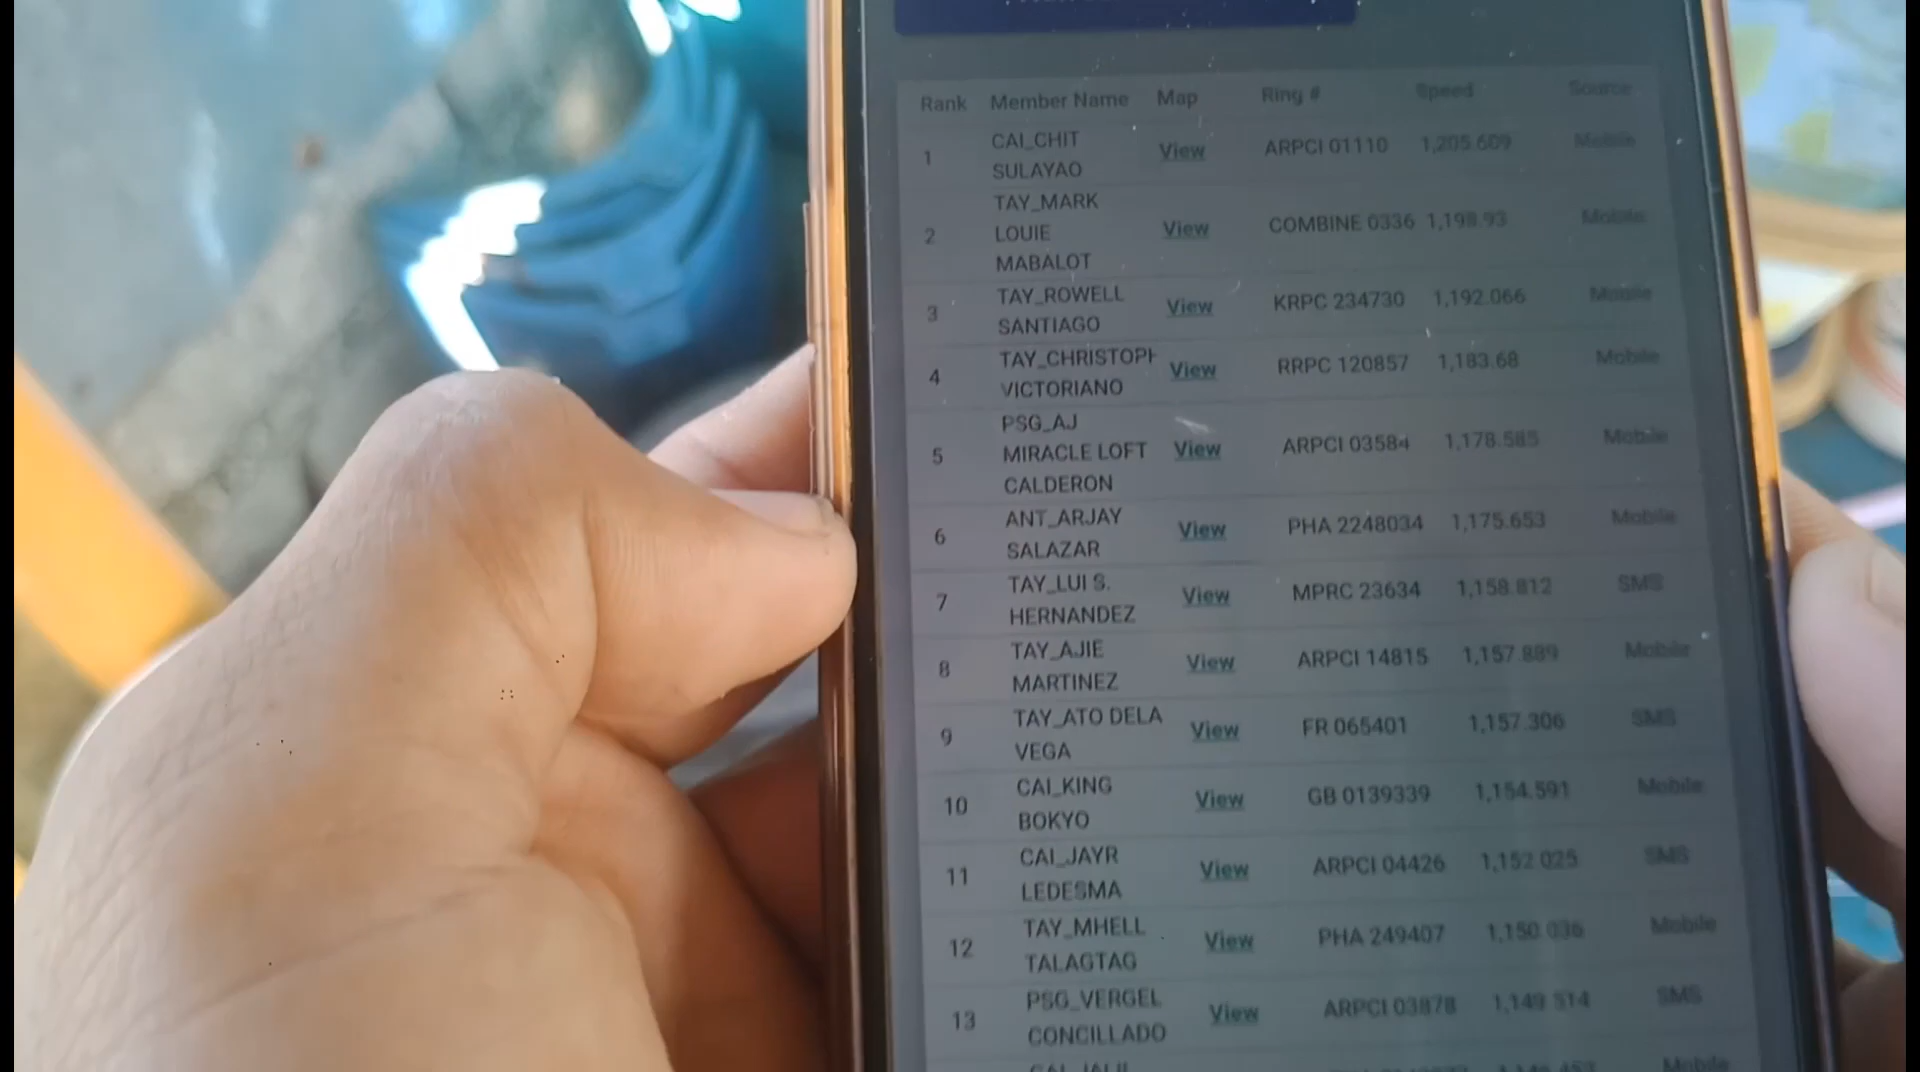 Rank Member Name Map Ring # Speed Source
1 CAI_CHIT SULAYAO View ARPCI 01110 1,205.609 Mobile
2 TAY_MARK LOUIE MABALOT View COMBINE 0336 1,198.93 Mobile
3 TAY_ROWELL SANTIAGO View KRPC 234730 1,192.066 Mobile
4 TAY_CHRISTOPH VICTORIANO View RRPC 120857 1,183.68 Mobile
5 PSG_AJ MIRACLE LOFT CALDERON View ARPCI 03584 1,178.585 Mobile
6 ANT_ARJAY SALAZAR View PHA 2248034 1,175.653 Mobile
7 TAY_LUI S. HERNANDEZ View MPRC 23634 1,158.812 SMS
8 TAY_AJIE MARTINEZ View ARPCI 14815 1,157.889 Mobile
9 TAY_ATO DELA VEGA View FR 065401 1,157.306 SMS
10 CAI_KING BOKYO View GB 0139339 1,154.591 Mobile
11 CAI_JAYR LEDESMA View ARPCI 04426 1,152.025 SMS
12 TAY_MHELL TALAGTAG View PHA 249407 1,150.036 Mobile
13 PSG_VERGEL CONCILLADO View ARPCI 03878 1,149.514 SMS
Mobile